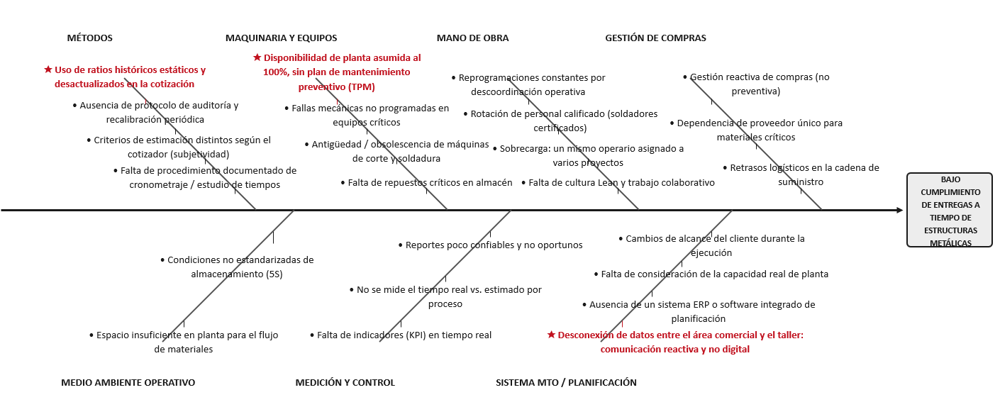 MÉTODOS
★ Uso de ratios históricos estáticos y
desactualizados en la cotización
• Ausencia de protocolo de auditoría y
recalibración periódica
• Criterios de estimación distintos según el
cotizador (subjetividad)
• Falta de procedimiento documentado de
cronometraje / estudio de tiempos
MAQUINARIA Y EQUIPOS
★ Disponibilidad de planta asumida al
100%, sin plan de mantenimiento
preventivo (TPM)
• Fallas mecánicas no programadas en
equipos críticos
• Antigüedad / obsolescencia de máquinas
de corte y soldadura
• Falta de repuestos críticos en almacén
MANO DE OBRA
• Reprogramaciones constantes por
descoordinación operativa
• Rotación de personal calificado (soldadores
certificados)
• Sobrecarga: un mismo operario asignado a
varios proyectos
• Falta de cultura Lean y trabajo colaborativo
GESTIÓN DE COMPRAS
• Gestión reactiva de compras (no
preventiva)
• Dependencia de proveedor único para
materiales críticos
• Retrasos logísticos en la cadena de
suministro
BAJO
CUMPLIMIENTO
DE ENTREGAS A
TIEMPO DE
ESTRUCTURAS
METÁLICAS
• Condiciones no estandarizadas de
almacenamiento (5S)
• Espacio insuficiente en planta para el flujo
de materiales
MEDIO AMBIENTE OPERATIVO
• Reportes poco confiables y no oportunos
• No se mide el tiempo real vs. estimado por
proceso
• Falta de indicadores (KPI) en tiempo real
MEDICIÓN Y CONTROL
• Cambios de alcance del cliente durante la
ejecución
• Falta de consideración de la capacidad real de planta
• Ausencia de un sistema ERP o software integrado de
planificación
★ Desconexión de datos entre el área comercial y el taller:
comunicación reactiva y no digital
SISTEMA MTO / PLANIFICACIÓN